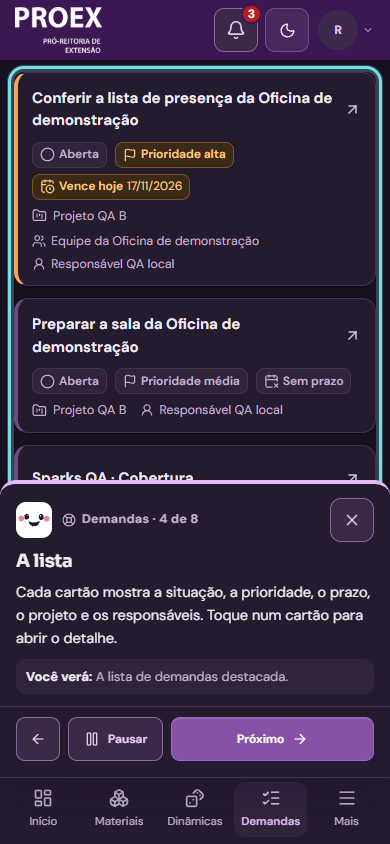 PROEX
PRÓ-REITORIA DE
EXTENSÃO
3
R
Conferir a lista de presença da Oficina de
demonstração
Aberta
Prioridade alta
Vence hoje 17/11/2026
Projeto QA B
Equipe da Oficina de demonstração
Responsável QA local
Preparar a sala da Oficina de
demonstração
Aberta
Prioridade média
Sem prazo
Projeto QA B
Responsável QA local
Sparks QA · Cobertura
Demandas · 4 de 8
A lista
Cada cartão mostra a situação, a prioridade, o prazo,
o projeto e os responsáveis. Toque num cartão para
abrir o detalhe.
Você verá: A lista de demandas destacada.
Pausar
Próximo
Início
Materiais
Dinâmicas
Demandas
Mais